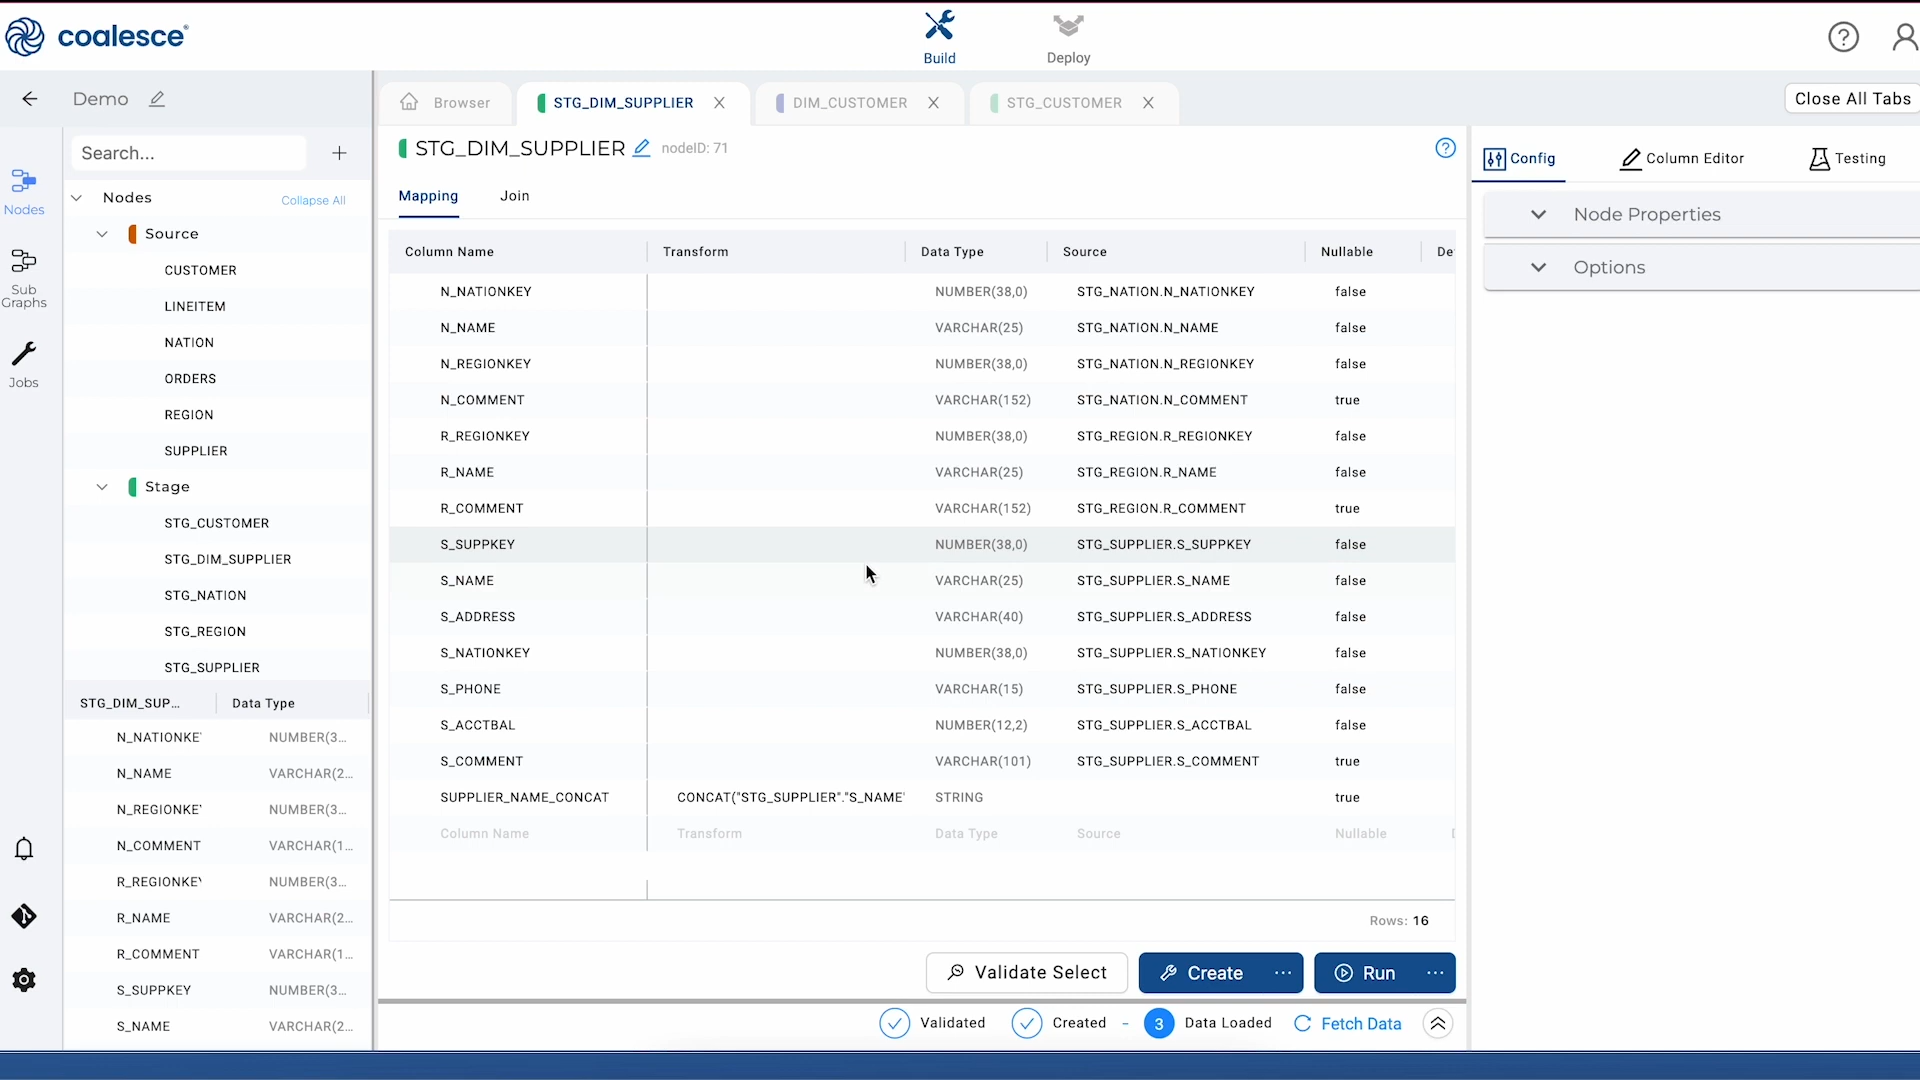 coalesce
Build
Deploy
Demo
Browser
STG_DIM_SUPPLIER
DIM_CUSTOMER
STG_CUSTOMER
Close All Tabs
Search...
Nodes
Collapse All
Source
CUSTOMER
LINEITEM
NATION
ORDERS
REGION
SUPPLIER
Stage
STG_CUSTOMER
STG_DIM_SUPPLIER
STG_NATION
STG_REGION
STG_SUPPLIER
Nodes
Sub
Graphs
Jobs
STG_DIM_SUP... Data Type
N_NATIONKE NUMBER(3...
N_NAME VARCHAR(2...
N_REGIONKE NUMBER(3...
N_COMMENT VARCHAR(1...
R_REGIONKE NUMBER(3...
R_NAME VARCHAR(2...
R_COMMENT VARCHAR(1...
S_SUPPKEY NUMBER(3...
S_NAME VARCHAR(2...
STG_DIM_SUPPLIER nodeID: 71
Mapping Join
Column Name Transform Data Type Source Nullable De
N_NATIONKEY NUMBER(38,0) STG_NATION.N_NATIONKEY false
N_NAME VARCHAR(25) STG_NATION.N_NAME false
N_REGIONKEY NUMBER(38,0) STG_NATION.N_REGIONKEY false
N_COMMENT VARCHAR(152) STG_NATION.N_COMMENT true
R_REGIONKEY NUMBER(38,0) STG_REGION.R_REGIONKEY false
R_NAME VARCHAR(25) STG_REGION.R_NAME false
R_COMMENT VARCHAR(152) STG_REGION.R_COMMENT true
S_SUPPKEY NUMBER(38,0) STG_SUPPLIER.S_SUPPKEY false
S_NAME VARCHAR(25) STG_SUPPLIER.S_NAME false
S_ADDRESS VARCHAR(40) STG_SUPPLIER.S_ADDRESS false
S_NATIONKEY NUMBER(38,0) STG_SUPPLIER.S_NATIONKEY false
S_PHONE VARCHAR(15) STG_SUPPLIER.S_PHONE false
S_ACCTBAL NUMBER(12,2) STG_SUPPLIER.S_ACCTBAL false
S_COMMENT VARCHAR(101) STG_SUPPLIER.S_COMMENT true
SUPPLIER_NAME_CONCAT CONCAT("STG_SUPPLIER"."S_NAME" STRING true
Column Name Transform Data Type Source Nullable
Rows: 16
Validate Select Create ... Run ...
Validated Created - 3 Data Loaded Fetch Data
Config Column Editor Testing
Node Properties
Options